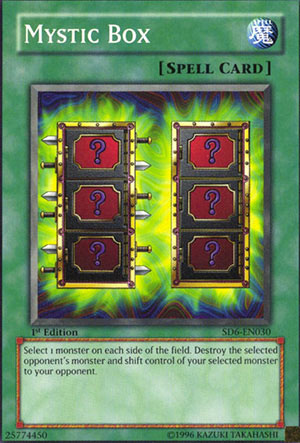 MYSTIC BOX
魔
[SPELL CARD]
? ?
? ?
? ?
1st Edition SD6-EN030
Select 1 monster on each side of the field. Destroy the selected
opponent's monster and shift control of your selected monster
to your opponent.
25774450 ©1996 KAZUKI TAKAHASHI